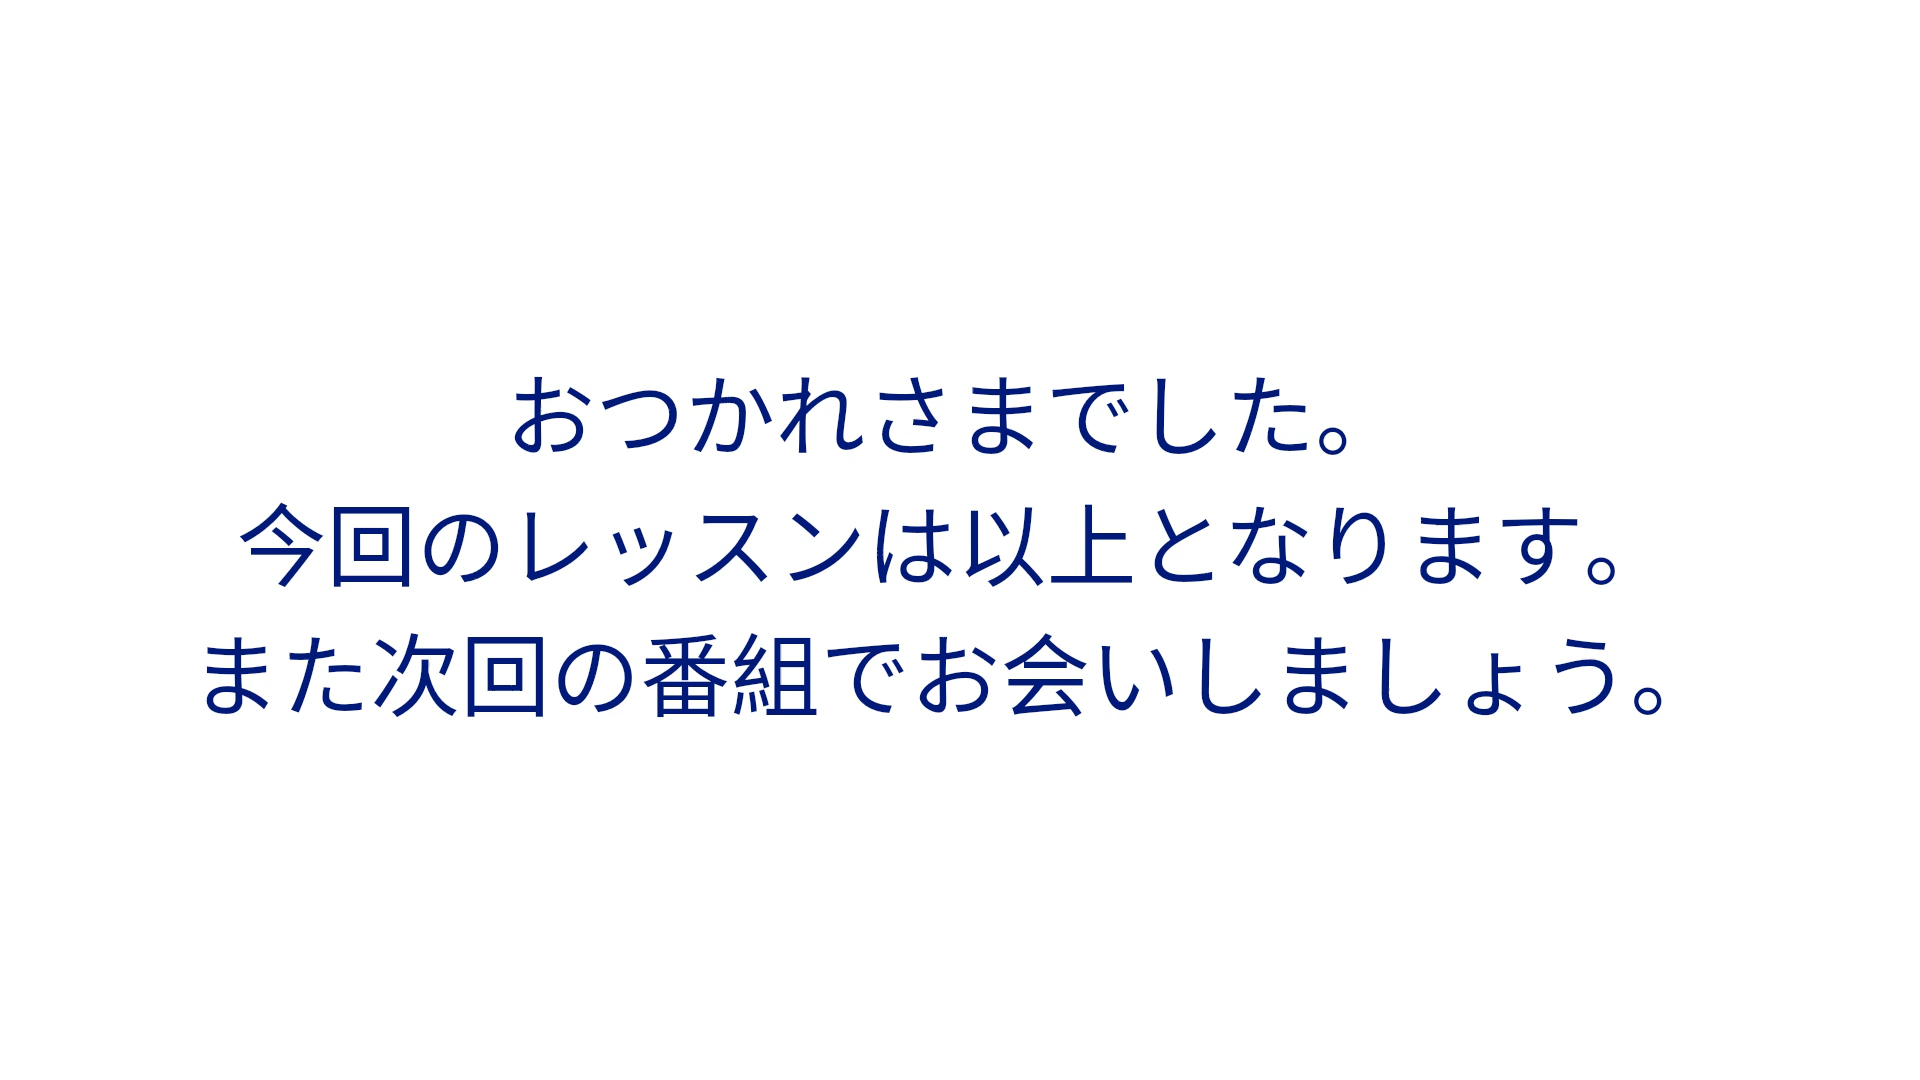 おつかれさまでした。
今回のレッスンは以上となります。
また次回の番組でお会いしましょう。